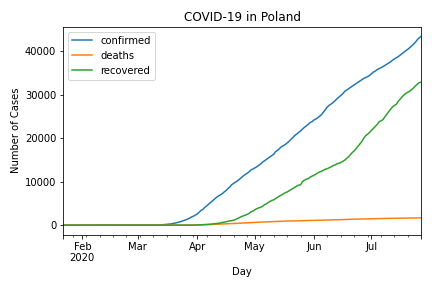 COVID-19 in Poland
confirmed
deaths
recovered
Number of Cases
40000
30000
20000
10000
0
Feb Mar Apr May Jun Jul
2020
Day